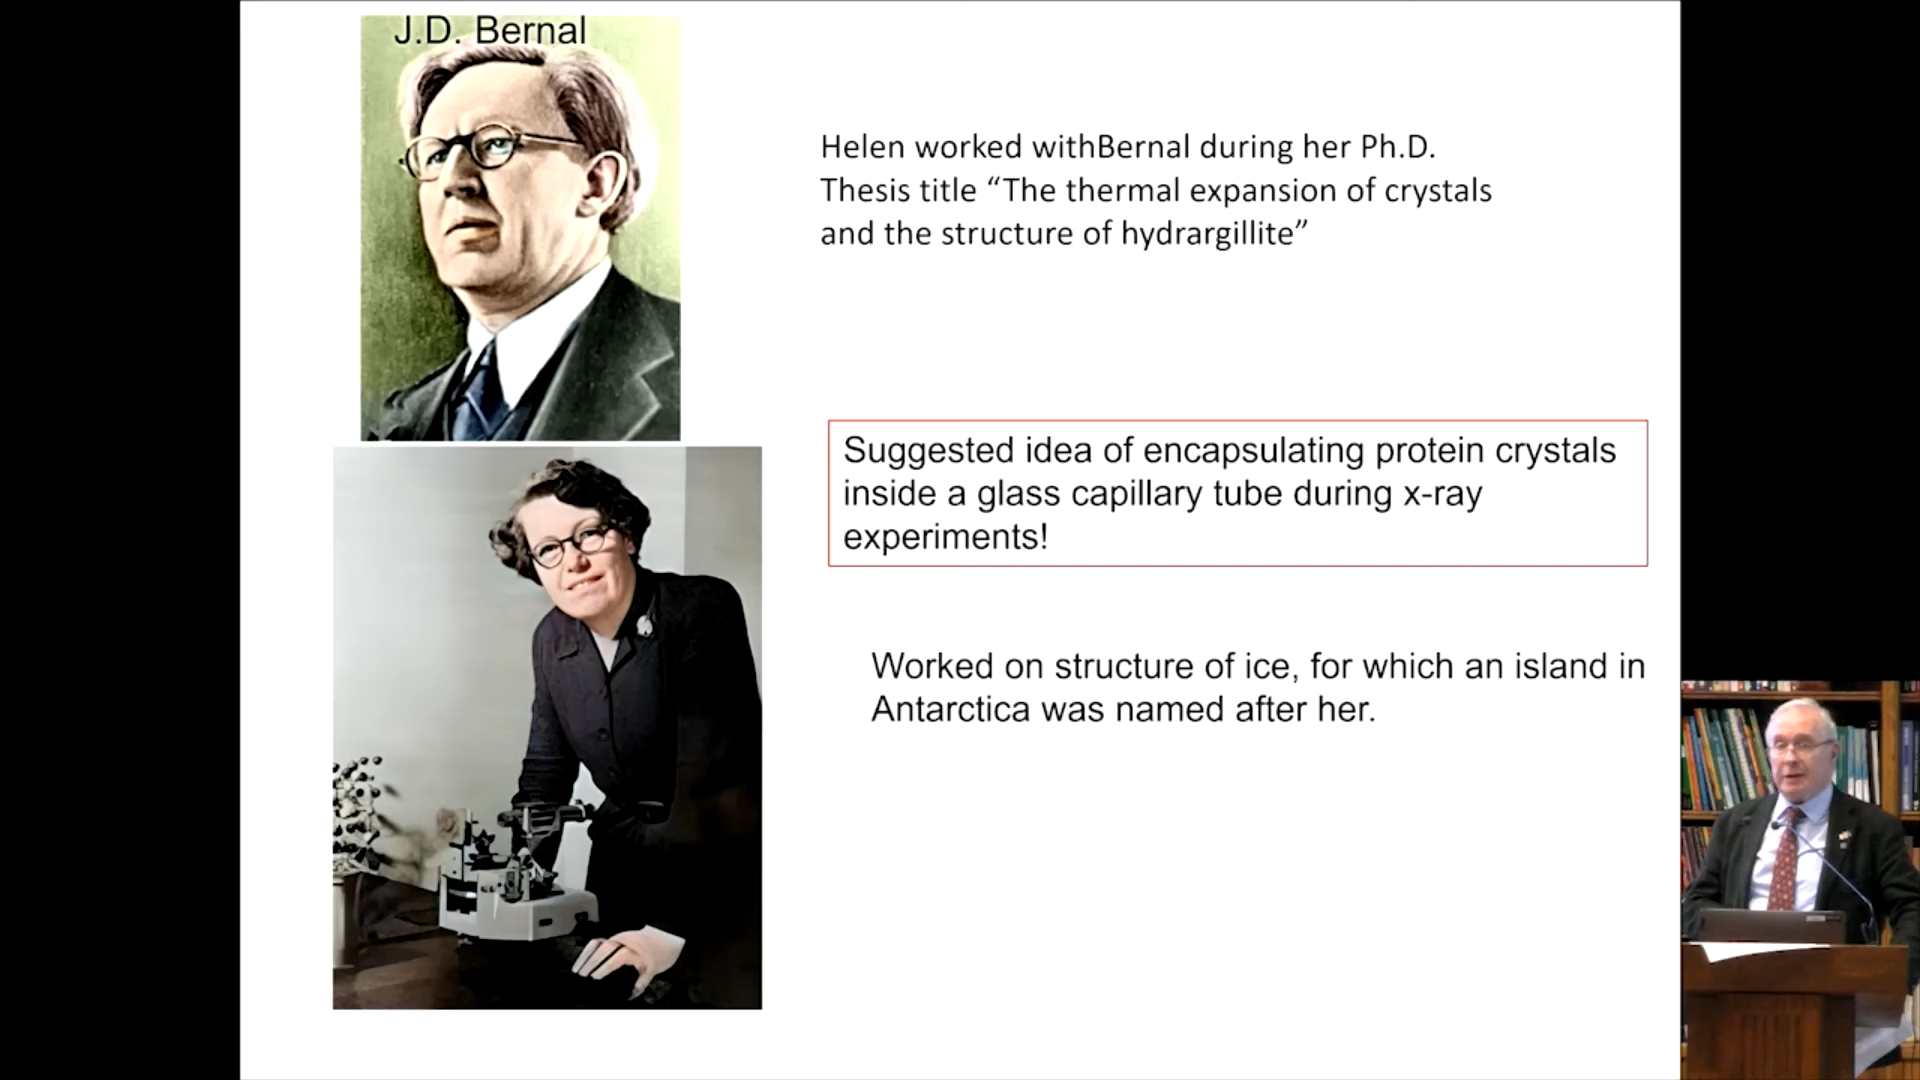 J.D. Bernal
Helen worked withBernal during her Ph.D.
Thesis title “The thermal expansion of crystals
and the structure of hydrargillite”
Suggested idea of encapsulating protein crystals
inside a glass capillary tube during x-ray
experiments!
Worked on structure of ice, for which an island in
Antarctica was named after her.